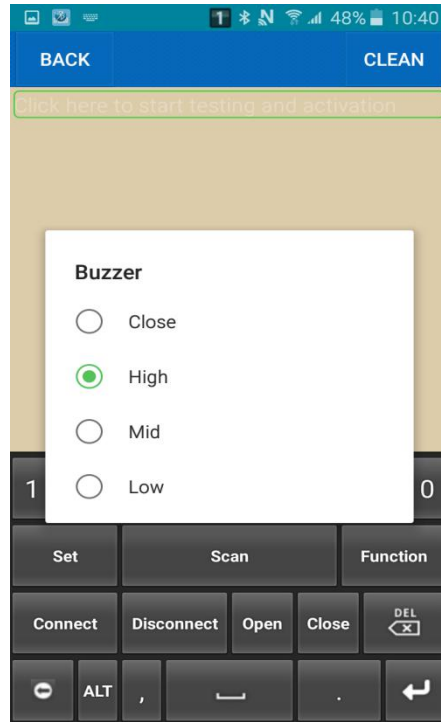 1 48% 10:40
BACK CLEAN
Click here to start testing and activation
Buzzer
Close
High
Mid
Low
1 0
Set Scan Function
Connect Disconnect Open Close DEL
ALT , .